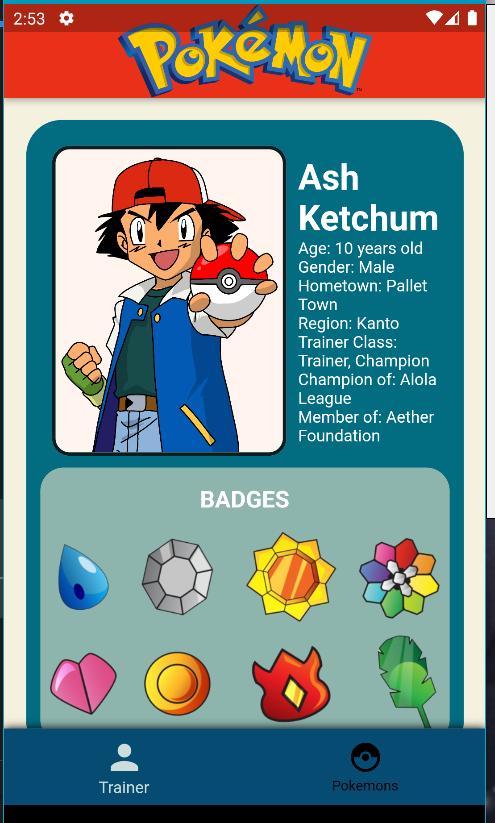 2:53
POKéMON
TM
Ash
Ketchum
Age: 10 years old
Gender: Male
Hometown: Pallet
Town
Region: Kanto
Trainer Class:
Trainer, Champion
Champion of: Alola
League
Member of: Aether
Foundation
BADGES
Trainer
Pokemons